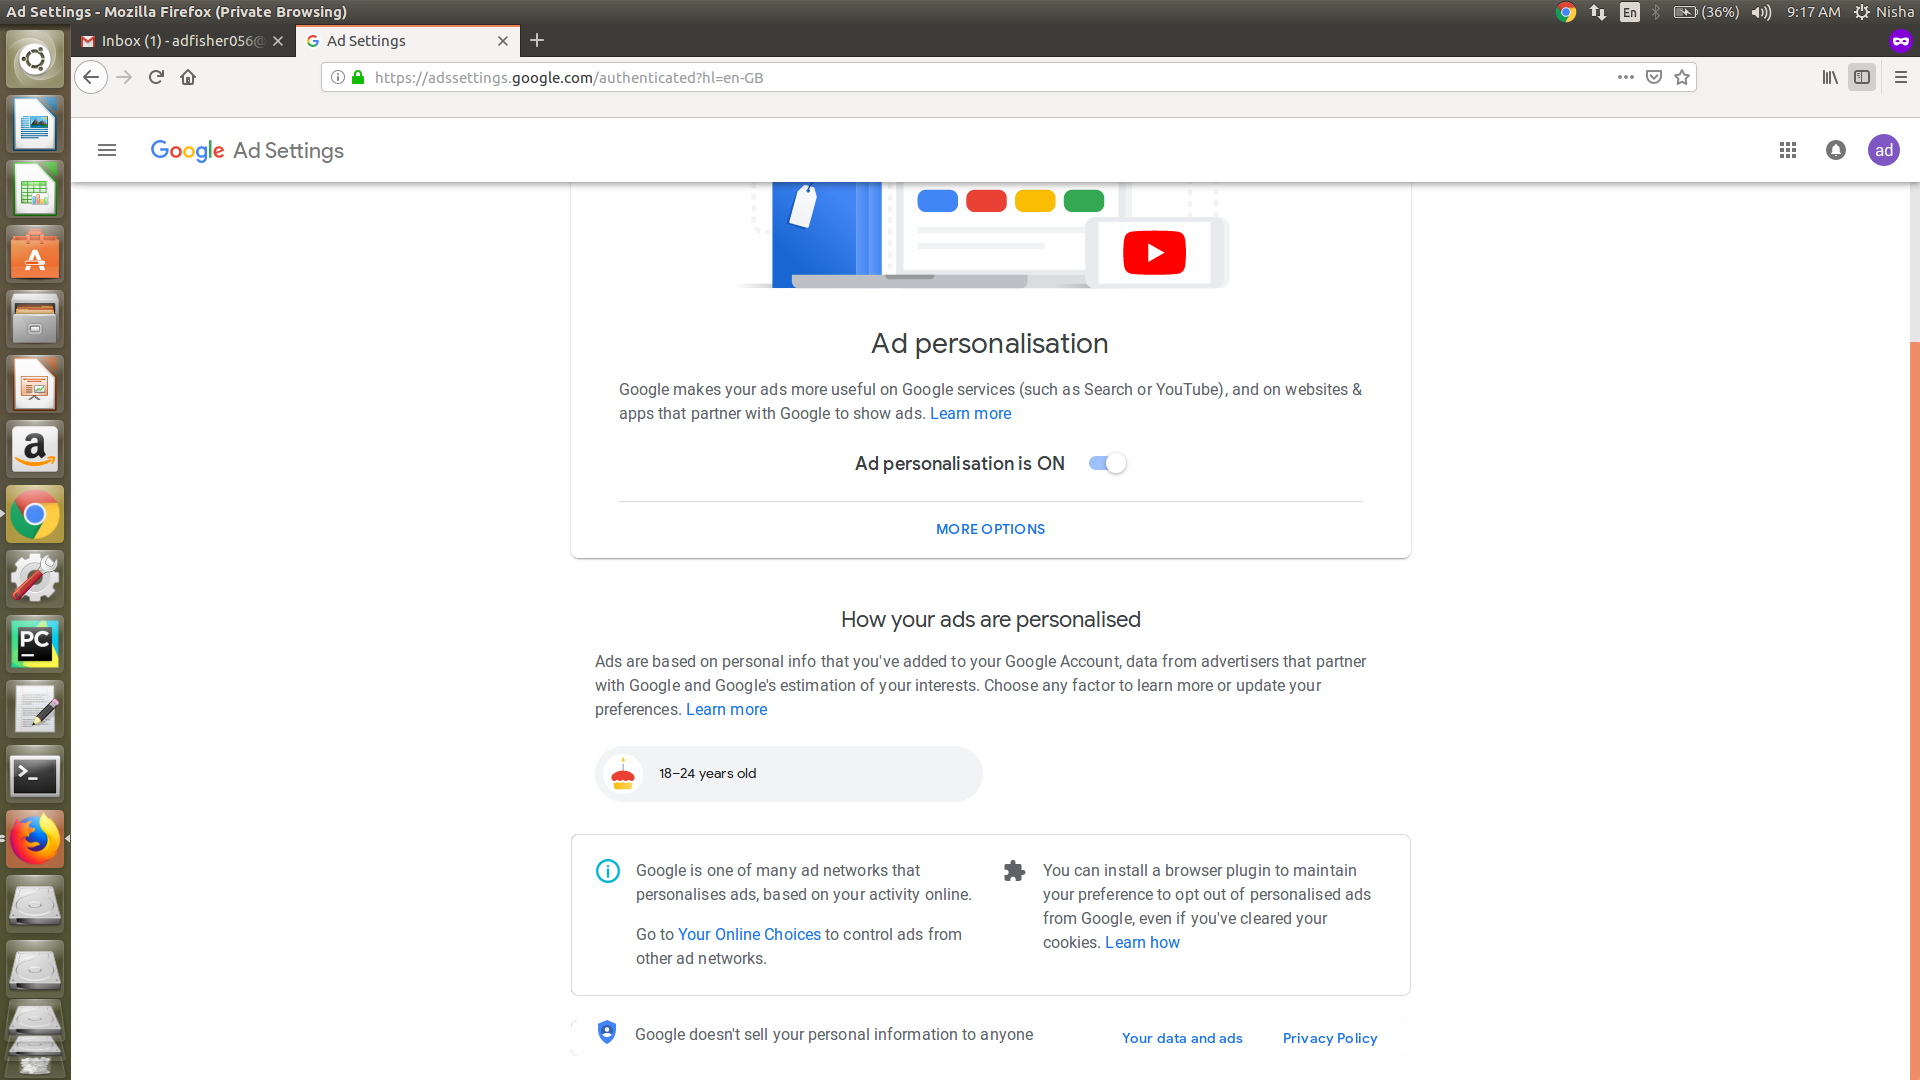 Ad Settings - Mozilla Firefox (Private Browsing)
En
(36%)
9:17 AM
Nisha
Inbox (1) - adfisher056@
Ad Settings
https://adssettings.google.com/authenticated?hl=en-GB
Google Ad Settings
ad
Ad personalisation
Google makes your ads more useful on Google services (such as Search or YouTube), and on websites &
apps that partner with Google to show ads. Learn more
Ad personalisation is ON
MORE OPTIONS
How your ads are personalised
Ads are based on personal info that you've added to your Google Account, data from advertisers that partner
with Google and Google's estimation of your interests. Choose any factor to learn more or update your
preferences. Learn more
18–24 years old
Google is one of many ad networks that
personalises ads, based on your activity online.
Go to Your Online Choices to control ads from
other ad networks.
You can install a browser plugin to maintain
your preference to opt out of personalised ads
from Google, even if you've cleared your
cookies. Learn how
Google doesn't sell your personal information to anyone
Your data and ads
Privacy Policy
A
a
PC
>_